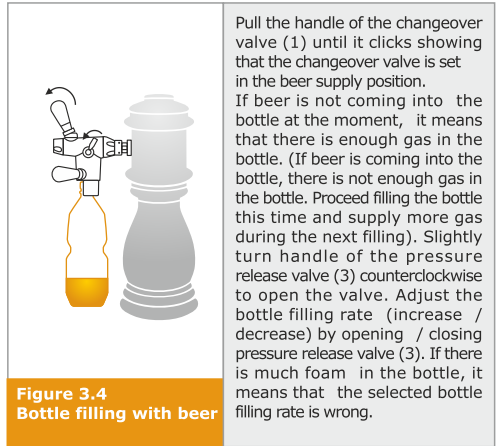 Pull the handle of the changeover
valve (1) until it clicks showing
that the changeover valve is set
in the beer supply position.
If beer is not coming into the
bottle at the moment, it means
that there is enough gas in the
bottle. (If beer is coming into the
bottle, there is not enough gas in
the bottle. Proceed filling the bottle
this time and supply more gas
during the next filling). Slightly
turn handle of the pressure
release valve (3) counterclockwise
to open the valve. Adjust the
bottle filling rate (increase /
decrease) by opening / closing
pressure release valve (3). If there
is much foam in the bottle, it
means that the selected bottle
filling rate is wrong.
Figure 3.4
Bottle filling with beer